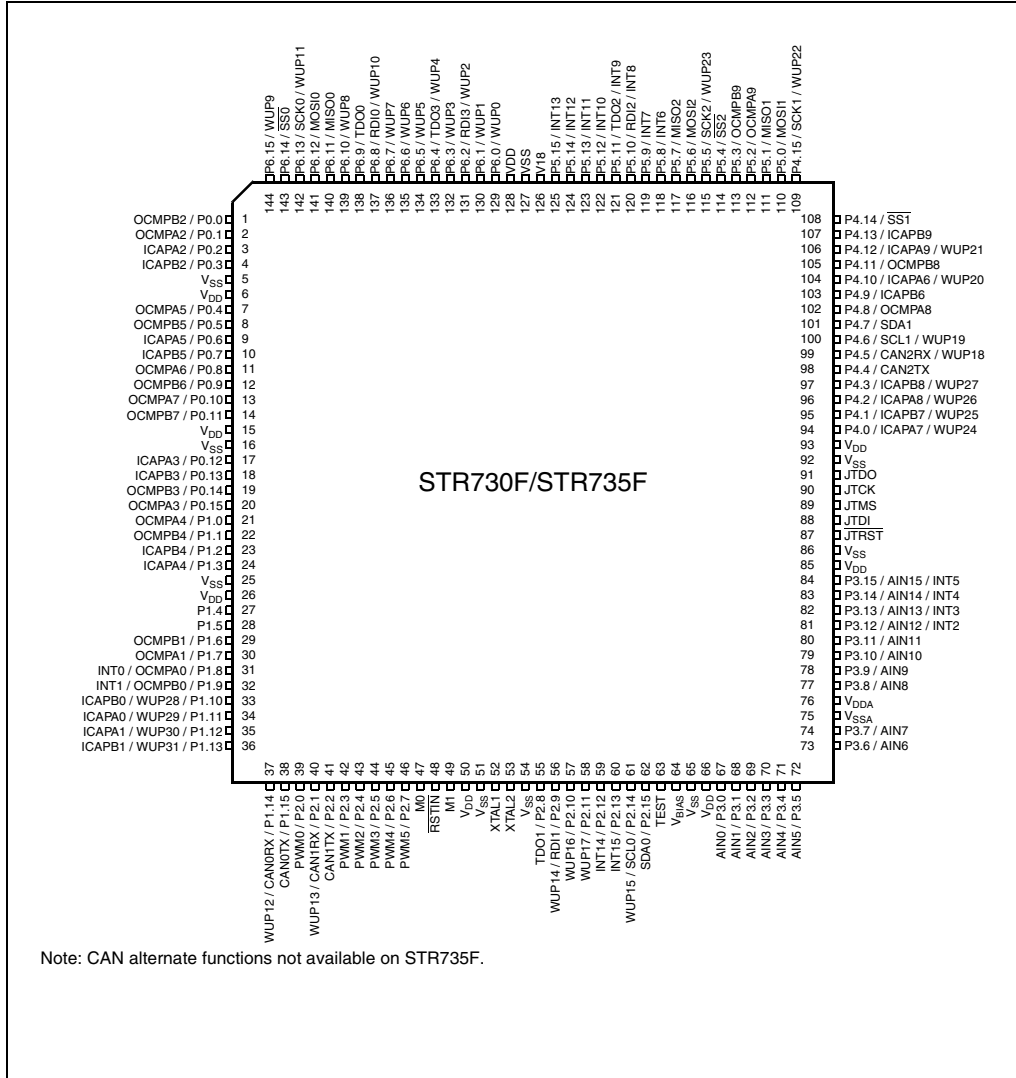 P6.15 / WUP9
P6.14 / SS0
P6.13 / SCK0 / WUP11
P6.12 / MOSI0
P6.11 / MISO0
P6.10 / WUP8
P6.9 / TDO0
P6.8 / RDI0 / WUP10
P6.7 / WUP7
P6.6 / WUP6
P6.5 / WUP5
P6.4 / TDO3 / WUP4
P6.3 / WUP3
P6.2 / RDI3 / WUP2
P6.1 / WUP1
P6.0 / WUP0
VDD
VSS
V18
P5.15 / INT13
P5.14 / INT12
P5.13 / INT11
P5.12 / INT10
P5.11 / TDO2 / INT9
P5.10 / RDI2 / INT8
P5.9 / INT7
P5.8 / INT6
P5.7 / MISO2
P5.6 / MOSI2
P5.5 / SCK2 / WUP23
P5.4 / SS2
P5.3 / OCMPB9
P5.2 / OCMPA9
P5.1 / MISO1
P5.0 / MOSI1
P4.15 / SCK1 / WUP22
144 143 142 141 140 139 138 137 136 135 134 133 132 131 130 129 128 127 126 125 124 123 122 121 120 119 118 117 116 115 114 113 112 111 110 109
OCMPB2 / P0.0 1
OCMPA2 / P0.1 2
ICAPA2 / P0.2 3
ICAPB2 / P0.3 4
VSS 5
VDD 6
OCMPA5 / P0.4 7
OCMPB5 / P0.5 8
ICAPA5 / P0.6 9
ICAPB5 / P0.7 10
OCMPA6 / P0.8 11
OCMPB6 / P0.9 12
OCMPA7 / P0.10 13
OCMPB7 / P0.11 14
VDD 15
VSS 16
ICAPA3 / P0.12 17
ICAPB3 / P0.13 18
OCMPB3 / P0.14 19
OCMPA3 / P0.15 20
OCMPA4 / P1.0 21
OCMPB4 / P1.1 22
ICAPB4 / P1.2 23
ICAPA4 / P1.3 24
VSS 25
VDD 26
P1.4 27
P1.5 28
OCMPB1 / P1.6 29
OCMPA1 / P1.7 30
INT0 / OCMPA0 / P1.8 31
INT1 / OCMPB0 / P1.9 32
ICAPB0 / WUP28 / P1.10 33
ICAPA0 / WUP29 / P1.11 34
ICAPA1 / WUP30 / P1.12 35
ICAPB1 / WUP31 / P1.13 36
STR730F/STR735F
108 P4.14 / SS1
107 P4.13 / ICAPB9
106 P4.12 / ICAPA9 / WUP21
105 P4.11 / OCMPB8
104 P4.10 / ICAPA6 / WUP20
103 P4.9 / ICAPB6
102 P4.8 / OCMPA8
101 P4.7 / SDA1
100 P4.6 / SCL1 / WUP19
99 P4.5 / CAN2RX / WUP18
98 P4.4 / CAN2TX
97 P4.3 / ICAPB8 / WUP27
96 P4.2 / ICAPA8 / WUP26
95 P4.1 / ICAPB7 / WUP25
94 P4.0 / ICAPA7 / WUP24
93 VDD
92 VSS
91 JTDO
90 JTCK
89 JTMS
88 JTDI
87 JTRST
86 VSS
85 VDD
84 P3.15 / AIN15 / INT5
83 P3.14 / AIN14 / INT4
82 P3.13 / AIN13 / INT3
81 P3.12 / AIN12 / INT2
80 P3.11 / AIN11
79 P3.10 / AIN10
78 P3.9 / AIN9
77 P3.8 / AIN8
76 VDDA
75 VSSA
74 P3.7 / AIN7
73 P3.6 / AIN6
37 38 39 40 41 42 43 44 45 46 47 48 49 50 51 52 53 54 55 56 57 58 59 60 61 62 63 64 65 66 67 68 69 70 71 72
WUP12 / CAN0RX / P1.14
CAN0TX / P1.15
PWM0 / P2.0
WUP13 / CAN1RX / P2.1
CAN1TX / P2.2
PWM1 / P2.3
PWM2 / P2.4
PWM3 / P2.5
PWM4 / P2.6
PWM5 / P2.7
M0
RSTIN
M1
VDD
VSS
XTAL1
XTAL2
VSS
TDO1 / P2.8
WUP14 / RDI1 / P2.9
WUP16 / P2.10
WUP17 / P2.11
INT14 / P2.12
INT15 / P2.13
WUP15 / SCL0 / P2.14
SDA0 / P2.15
TEST
VBIAS
VSS
VDD
AIN0 / P3.0
AIN1 / P3.1
AIN2 / P3.2
AIN3 / P3.3
AIN4 / P3.4
AIN5 / P3.5
Note: CAN alternate functions not available on STR735F.